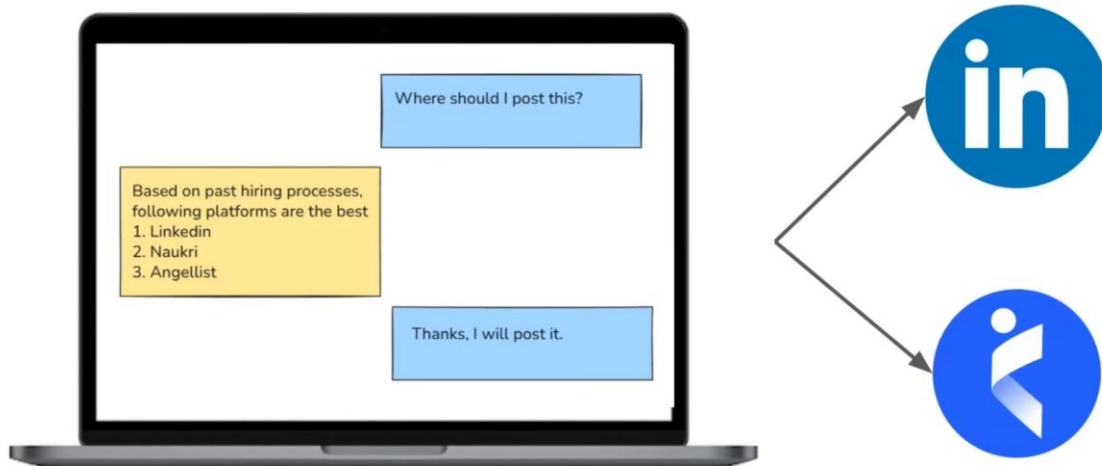 Where should I post this?
Based on past hiring processes,
following platforms are the best
1. Linkedin
2. Naukri
3. Angellist
Thanks, I will post it.
in